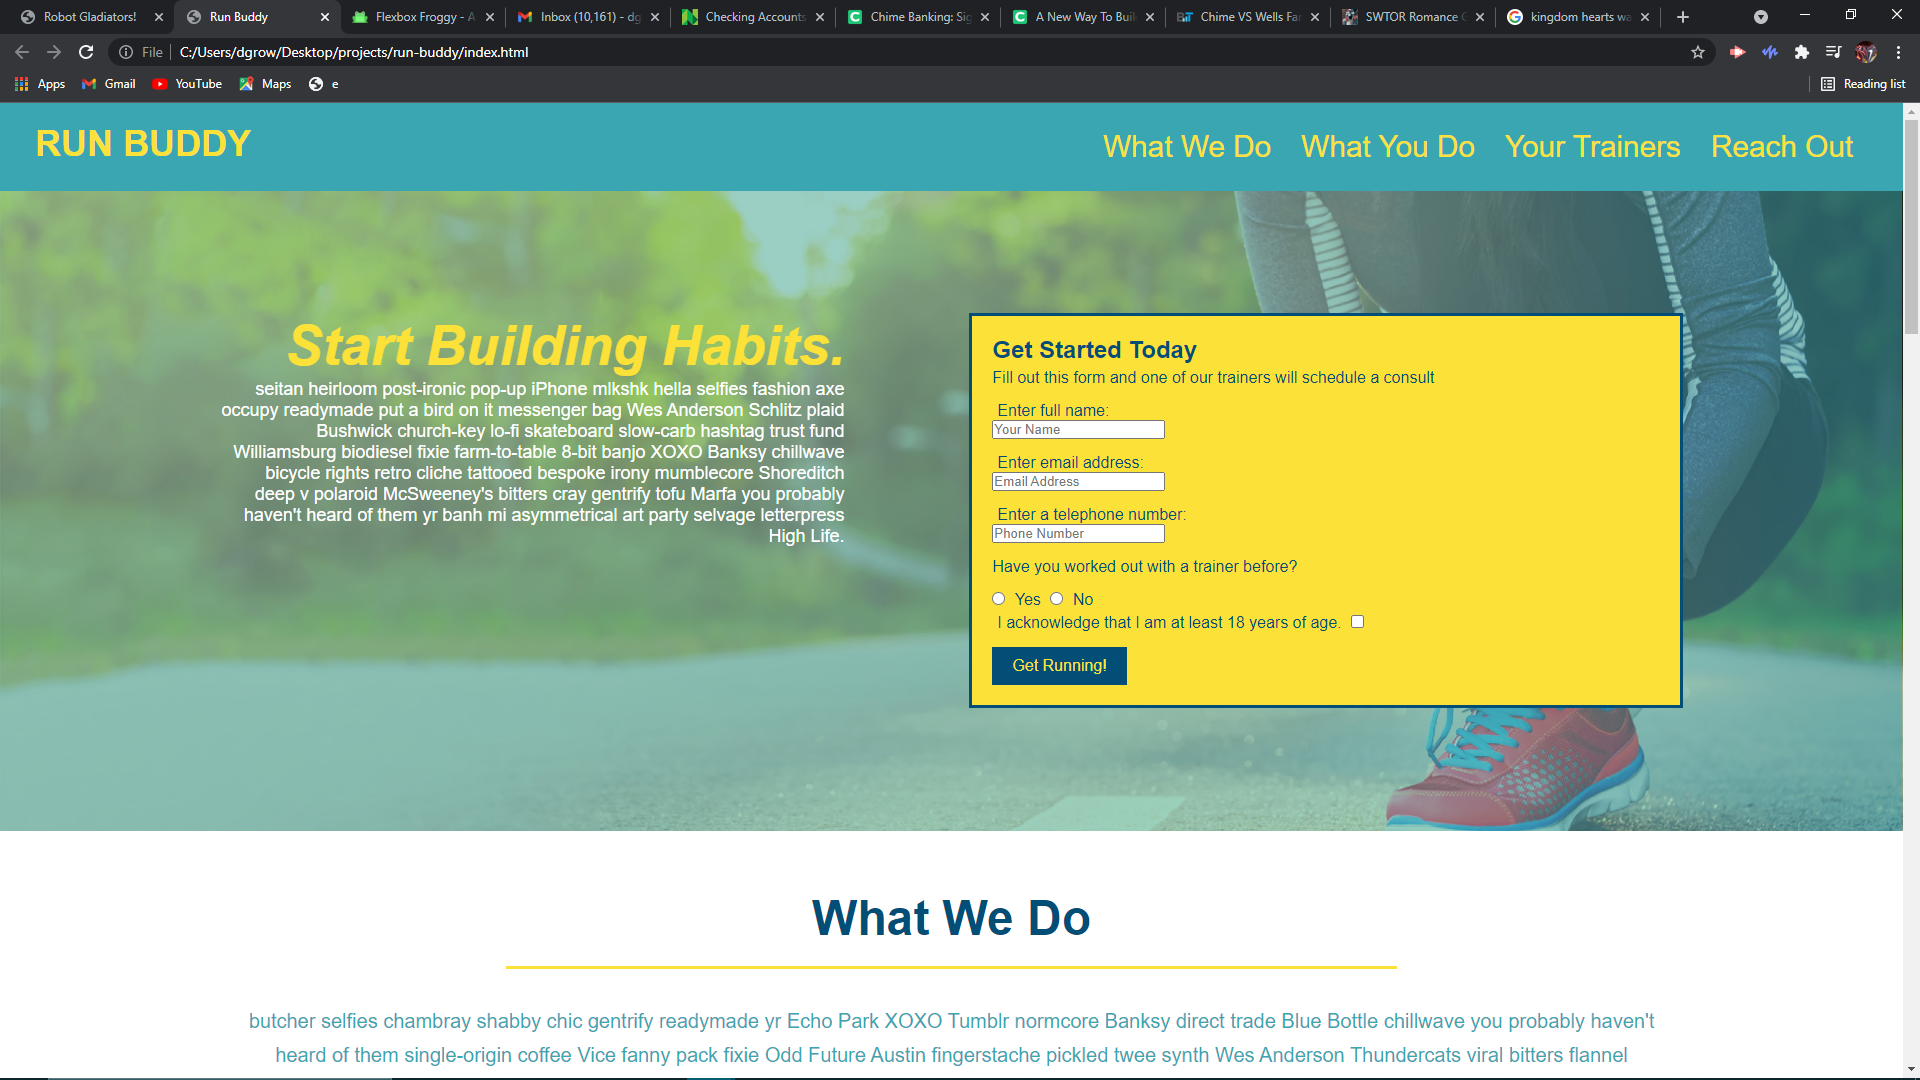 Robot Gladiators!
Run Buddy
Flexbox Froggy - A
Inbox (10,161) - dg
Checking Accounts
Chime Banking: Sig
A New Way To Buil
Chime VS Wells Far
SWTOR Romance G
kingdom hearts wa
File
C:/Users/dgrow/Desktop/projects/run-buddy/index.html
Apps
Gmail
YouTube
Maps
e
Reading list
RUN BUDDY
What We Do
What You Do
Your Trainers
Reach Out
Start Building Habits.
seitan heirloom post-ironic pop-up iPhone mlkshk hella selfies fashion axe
occupy readymade put a bird on it messenger bag Wes Anderson Schlitz plaid
Bushwick church-key lo-fi skateboard slow-carb hashtag trust fund
Williamsburg biodiesel fixie farm-to-table 8-bit banjo XOXO Banksy chillwave
bicycle rights retro cliche tattooed bespoke irony mumblecore Shoreditch
deep v polaroid McSweeney's bitters cray gentrify tofu Marfa you probably
haven't heard of them yr banh mi asymmetrical art party selvage letterpress
High Life.
Get Started Today
Fill out this form and one of our trainers will schedule a consult
Enter full name:
Your Name
Enter email address:
Email Address
Enter a telephone number:
Phone Number
Have you worked out with a trainer before?
Yes No
I acknowledge that I am at least 18 years of age.
Get Running!
What We Do
butcher selfies chambray shabby chic gentrify readymade yr Echo Park XOXO Tumblr normcore Banksy direct trade Blue Bottle chillwave you probably haven't
heard of them single-origin coffee Vice fanny pack fixie Odd Future Austin fingerstache pickled twee synth Wes Anderson Thundercats viral bitters flannel